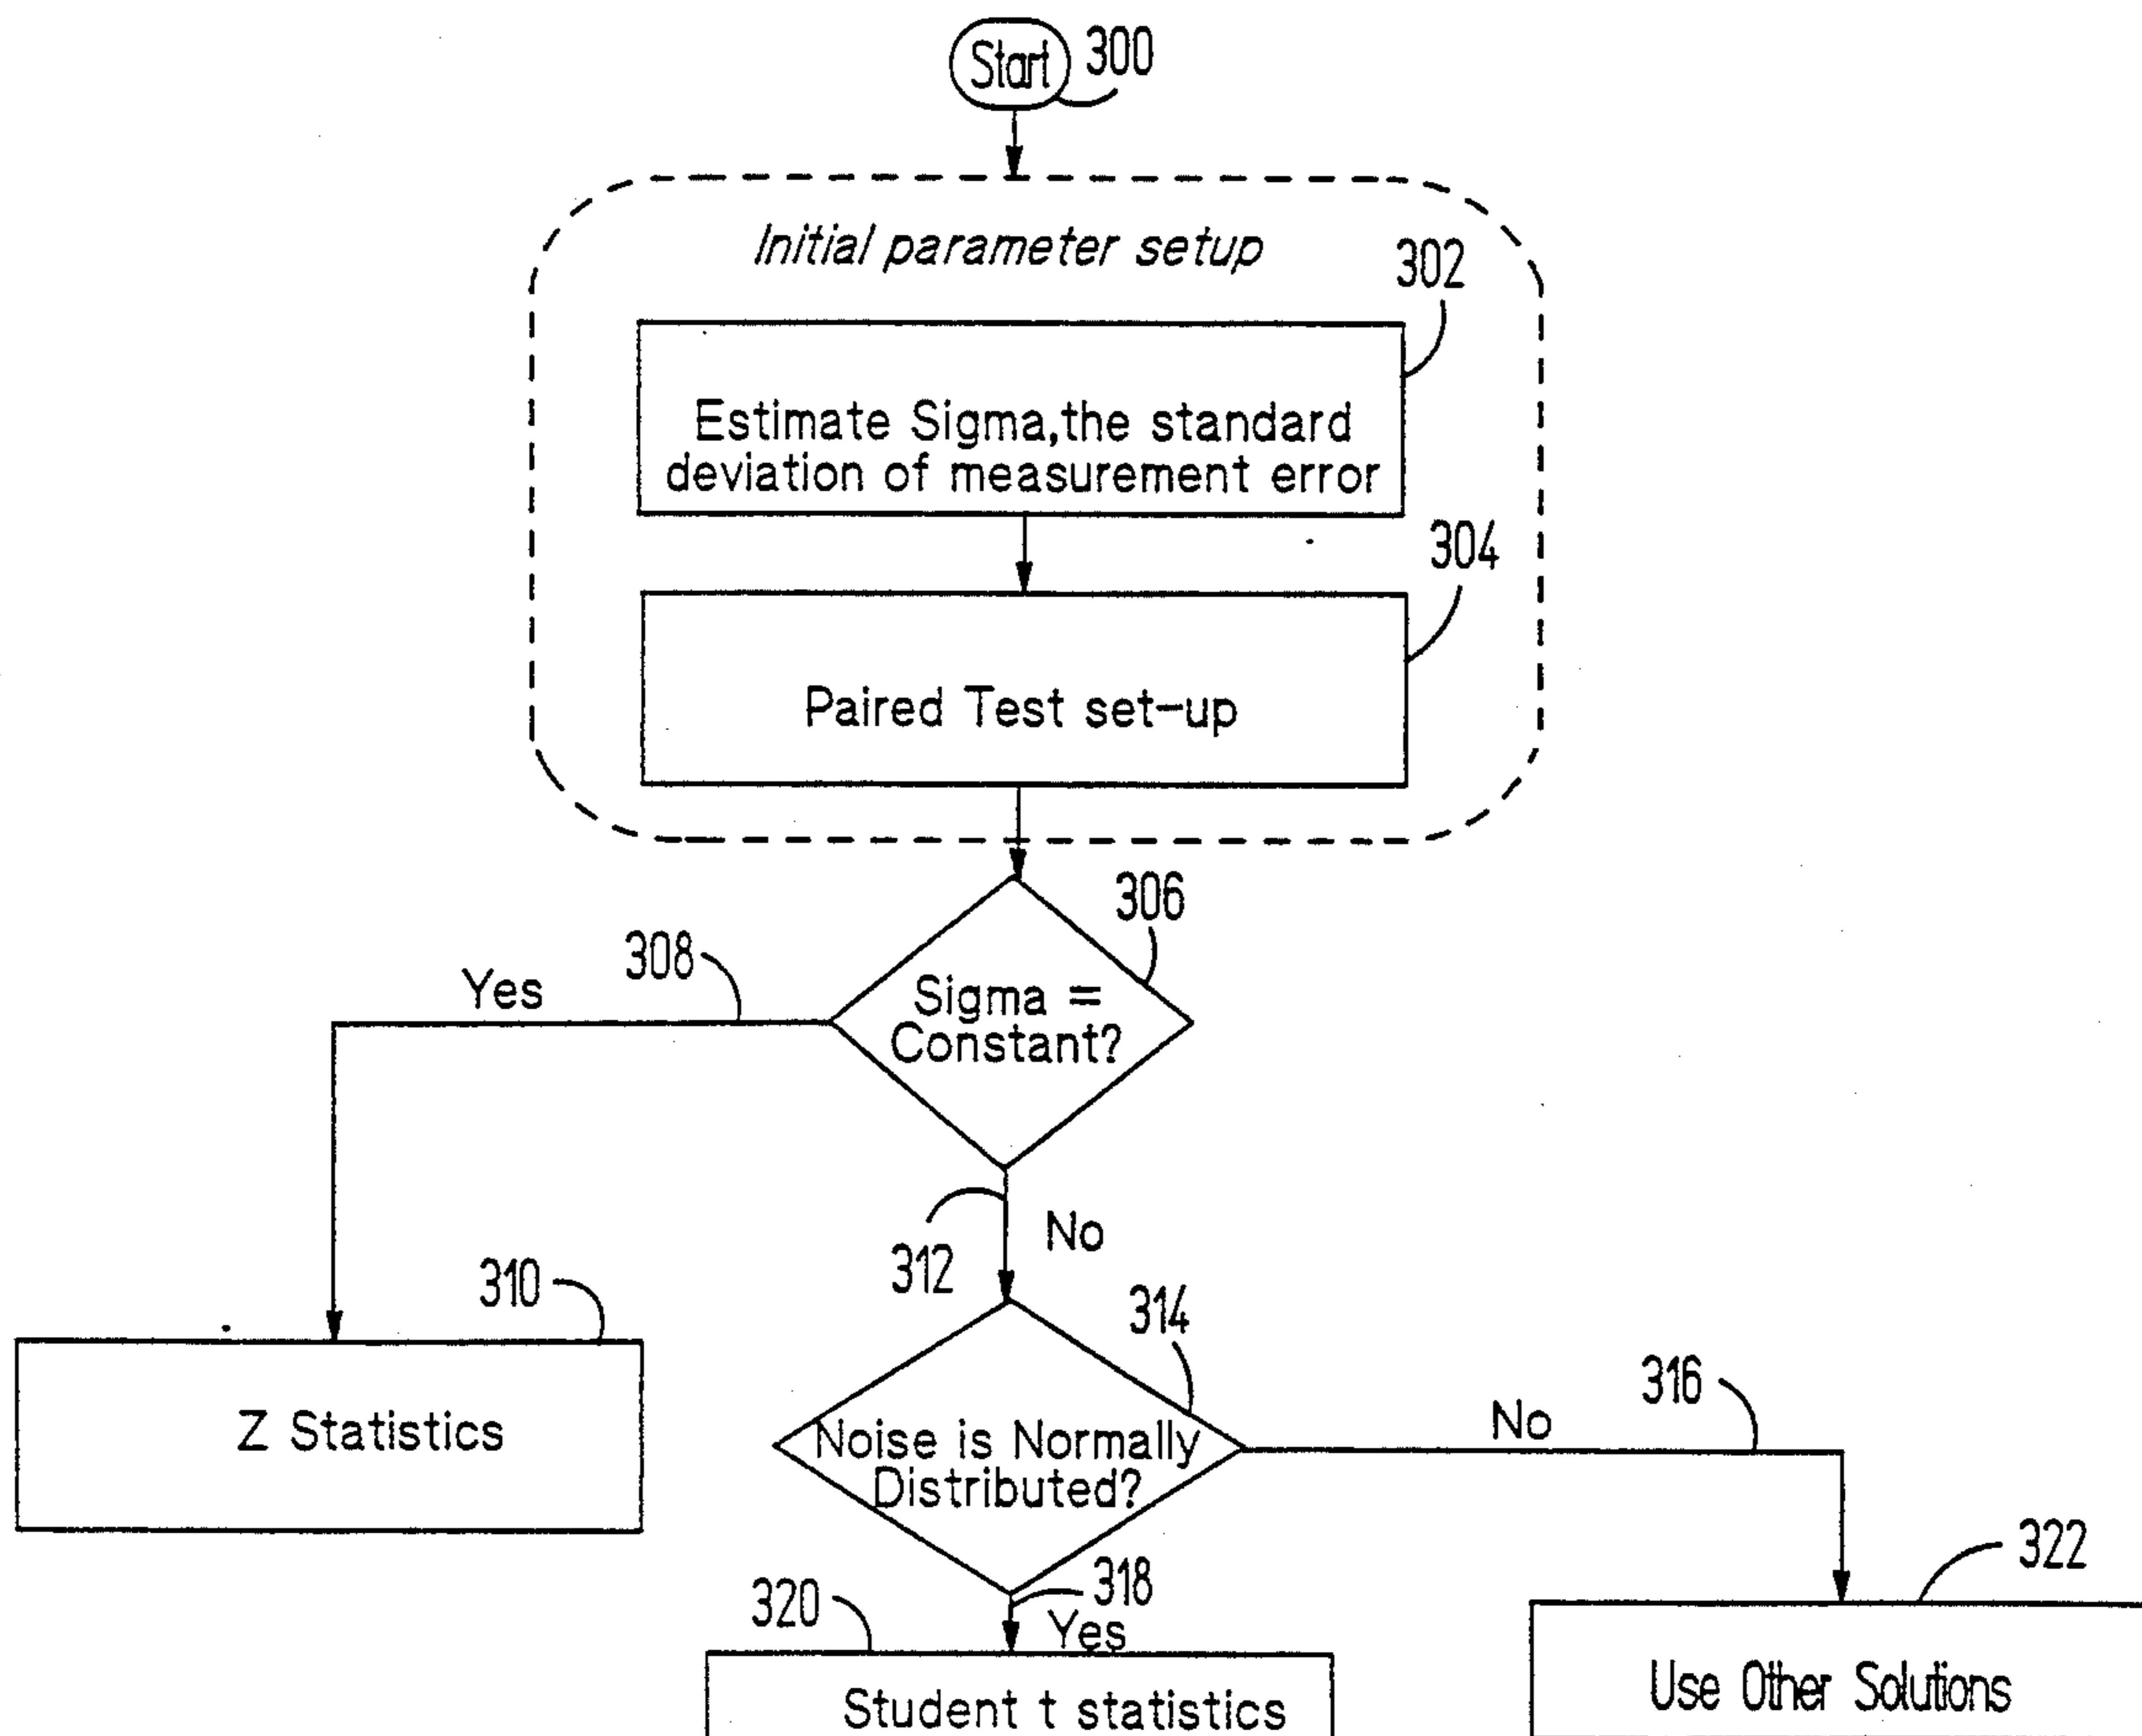 Start
300
Initial parameter setup
302
Estimate Sigma,the standard
deviation of measurement error
304
Paired Test set-up
306
308
Yes
Sigma =
Constant?
312
No
310
314
Z Statistics
316
No
Noise is Normally
Distributed?
318
Yes
320
322
Student t statistics
Use Other Solutions